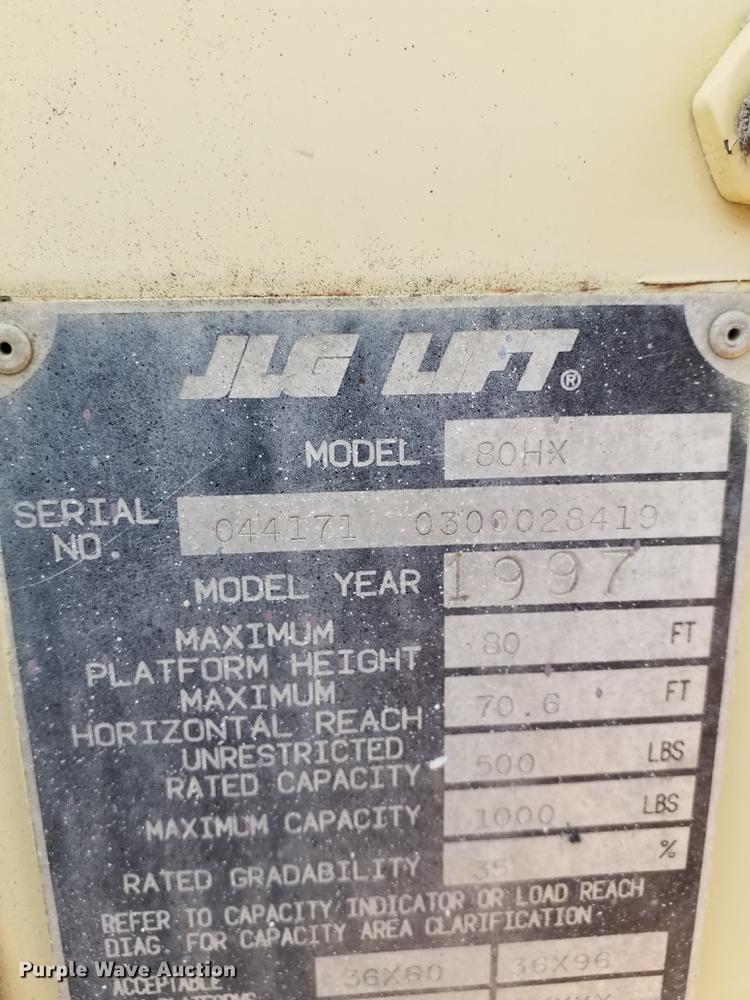 JLG LIFT®
MODEL 80HX
SERIAL NO. 044171 0300028419
MODEL YEAR 1997
MAXIMUM
PLATFORM HEIGHT 80 FT
MAXIMUM
HORIZONTAL REACH 70.6 FT
UNRESTRICTED
RATED CAPACITY 500 LBS
MAXIMUM CAPACITY 1000 LBS
RATED GRADABILITY 35 %
REFER TO CAPACITY INDICATOR OR LOAD REACH
DIAG. FOR CAPACITY AREA CLARIFICATION.
ACCEPTABLE 36X60 36X96
Purple Wave Auction